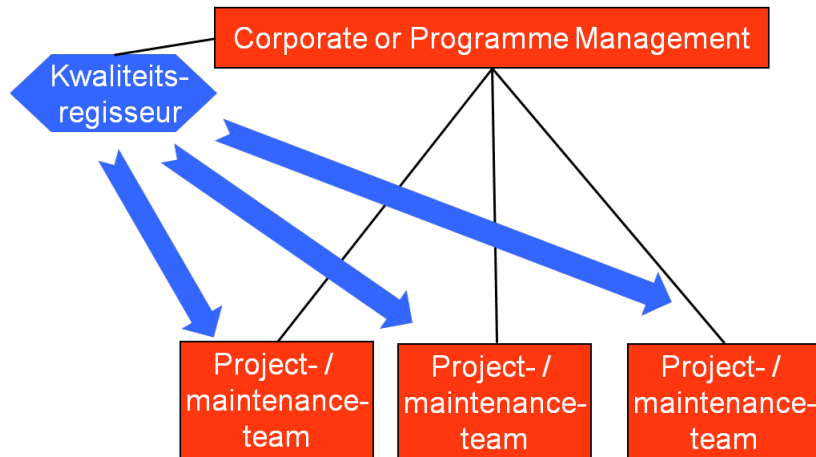 Corporate or Programme Management
Kwaliteits-
regisseur
Project- /
maintenance-
team
Project- /
maintenance-
team
Project- /
maintenance-
team